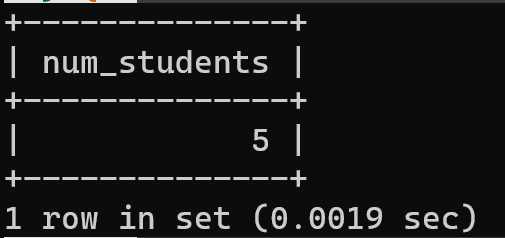 +--------------+
| num_students |
+--------------+
|            5 |
+--------------+
1 row in set (0.0019 sec)